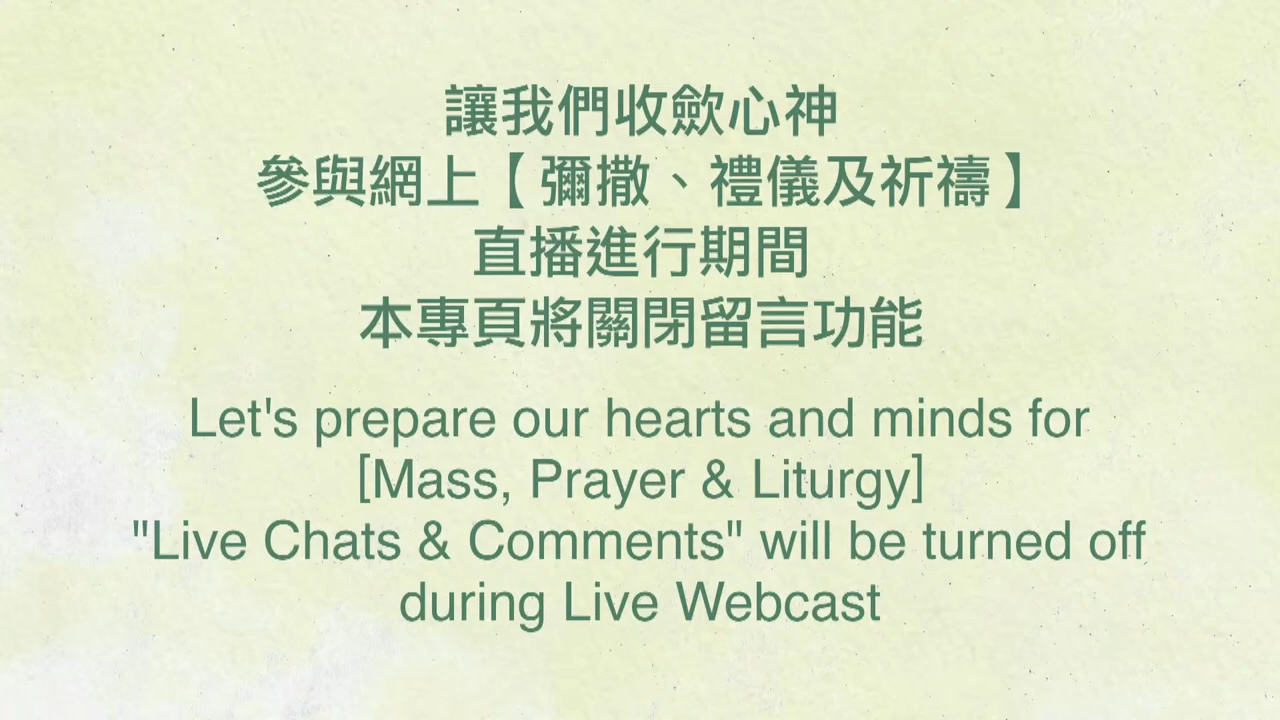 讓我們收歛心神
參與網上【彌撒、禮儀及祈禱】
直播進行期間
本專頁將關閉留言功能
Let's prepare our hearts and minds for
[Mass, Prayer & Liturgy]
"Live Chats & Comments" will be turned off
during Live Webcast